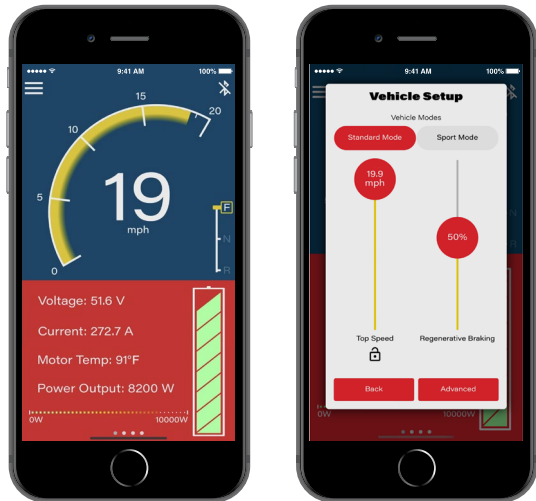 9:41 AM
100%
15
20
10
5
0
19
mph
F
N
R
Voltage: 51.6 V
Current: 272.7 A
Motor Temp: 91°F
Power Output: 8200 W
0W
10000W
9:41 AM
100%
Vehicle Setup
Vehicle Modes
Standard Mode
Sport Mode
19.9
mph
50%
Top Speed
Regenerative Braking
Back
Advanced
N
R
0W
10000W